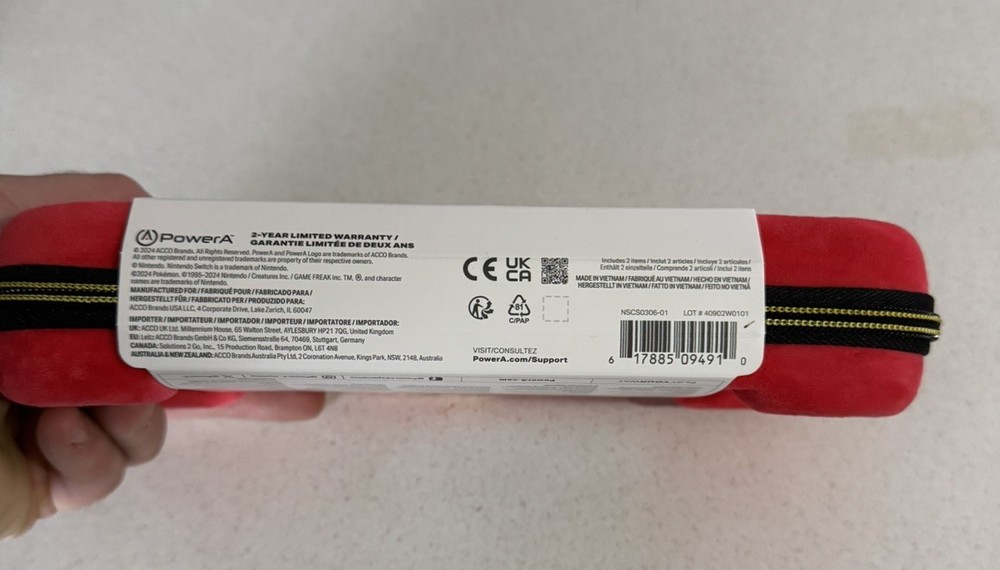 PowerA
2-YEAR LIMITED WARRANTY /
GARANTIE LIMITÉE DE DEUX ANS
© 2024 ACCO Brands. All Rights Reserved. PowerA and PowerA Logo are trademarks of ACCO Brands.
All other registered and unregistered trademarks are property of their respective owners.
© Nintendo. Nintendo Switch is a trademark of Nintendo.
©2024 Pokémon. ©1995-2024 Nintendo / Creatures Inc. / GAME FREAK inc. TM, ®, and character
names are trademarks of Nintendo.
MANUFACTURED FOR / FABRIQUÉ POUR / FABRICADO PARA /
HERGESTELLT FÜR / FABBRICATO PER / PRODUZIDO PARA:
ACCO Brands USA LLC, 4 Corporate Drive, Lake Zurich, IL 60047
IMPORTER / IMPORTATEUR / IMPORTADOR / IMPORTEUR / IMPORTATORE / IMPORTADOR:
UK: ACCO UK Ltd. Millennium House, 65 Walton Street, AYLESBURY HP21 7QG, United Kingdom
EU: Leitz ACCO Brands GmbH & Co KG, Siemensstraße 64, 70469, Stuttgart, Germany
CANADA: Solutions 2 Go Inc., 15 Production Road, Brampton ON, L6T 4N8
AUSTRALIA & NEW ZEALAND: ACCO Brands Australia Pty Ltd, 2 Coronation Avenue, Kings Park, NSW, 2148, Australia
CE UK
CA
81
C/PAP
VISIT/CONSULTEZ
PowerA.com/Support
Includes 2 items / Inclut 2 articles / Incluye 2 artículos /
Enthält 2 einzelteile / Comprende 2 articoli / Inclui 2 itens
MADE IN VIETNAM / FABRIQUÉ AU VIETNAM / HECHO EN VIETNAM /
HERGESTELLT IN VIETNAM / FATTO IN VIETNAM / FEITO NO VIETNÃ
NSCS0306-01 LOT # 40902W0101
6 17885 09491 0